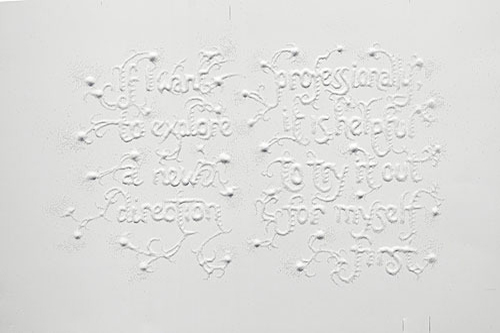 If I want
to explore
a new
direction
professionally,
it is helpful
to try it out
for myself
first.